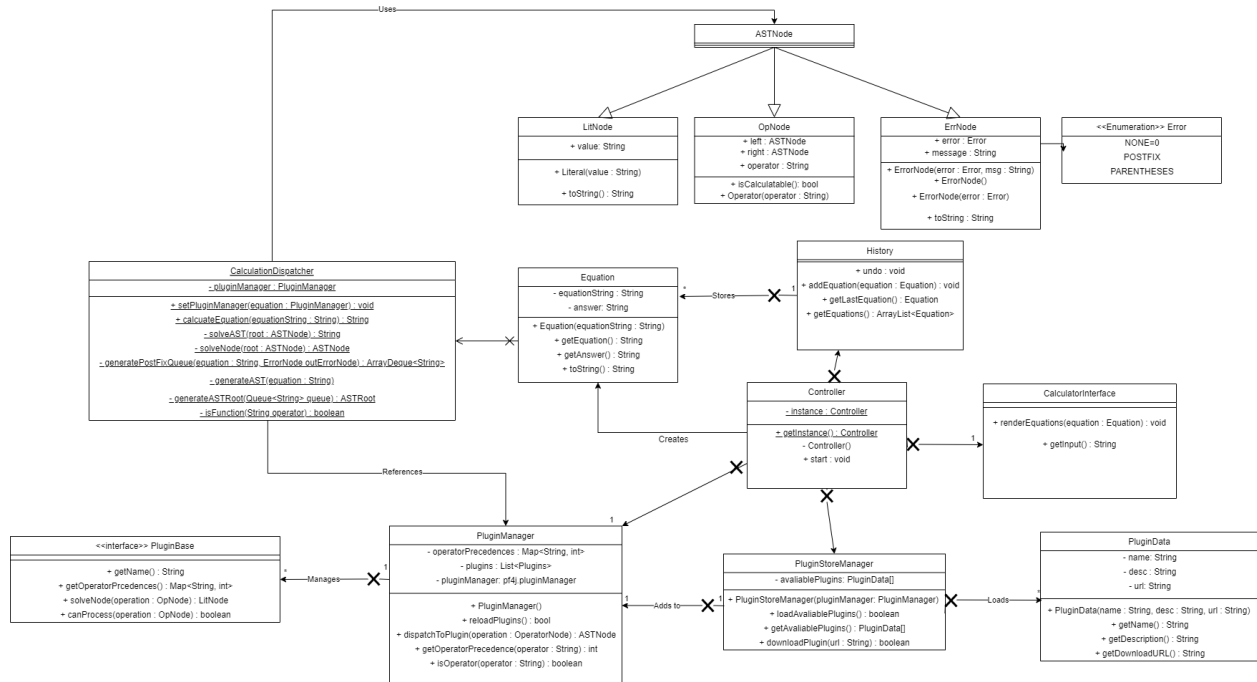 Uses
ASTNode
LitNode
+ value: String
+ Literal(value : String)
+ toString() : String
OpNode
+ left : ASTNode
+ right : ASTNode
+ operator : String
+ isCalculatable(): bool
+ Operator(operator : String)
ErrNode
+ error : Error
+ message : String
+ ErrorNode(error : Error, msg : String)
+ ErrorNode()
+ ErrorNode(error : Error)
+ toString : String
<<Enumeration>> Error
NONE=0
POSTFIX
PARENTHESES
CalculationDispatcher
- pluginManager : PluginManager
+ setPluginManager(equation : PluginManager) : void
+ calcuateEquation(equationString : String) : String
- solveAST(root : ASTNode) : String
- solveNode(root : ASTNode) : ASTNode
- generatePostFixQueue(equation : String, ErrorNode outErrorNode) : ArrayDeque<String>
- generateAST(equation : String)
- generateASTRoot(Queue<String> queue) : ASTRoot
- isFunction(String operator) : boolean
Equation
- equationString : String
- answer: String
+ Equation(equationString : String)
+ getEquation() : String
+ getAnswer() : String
+ toString() : String
*
Stores
1
History
+ undo : void
+ addEquation(equation : Equation) : void
+ getLastEquation() : Equation
+ getEquations() : ArrayList<Equation>
1
Controller
- instance : Controller
+ getInstance() : Controller
- Controller()
+ start : void
Creates
1
CalculatorInterface
+ renderEquations(equation : Equation) : void
+ getInput() : String
References
1
1
<<interface>> PluginBase
+ getName() : String
+ getOperatorPrcedences() : Map<String, int>
+ solveNode(operation : OpNode) : LitNode
+ canProcess(operation : OpNode) : boolean
*
Manages
1
PluginManager
- operatorPrecedences : Map<String, int>
- plugins : List<Plugins>
- pluginManager: pf4j.pluginManager
+ PluginManager()
+ reloadPlugins() : bool
+ dispatchToPlugin(operation : OperatorNode) : ASTNode
+ getOperatorPrecedence(operator : String) : int
+ isOperator(operator : String) : boolean
1
Adds to
1
PluginStoreManager
- avaliablePlugins: PluginData[]
+ PluginStoreManager(pluginManager: PluginManager)
+ loadAvaliablePlugins() : boolean
+ getAvaliablePlugins() : PluginData[]
+ downloadPlugin(url : String) : boolean
Loads
*
PluginData
- name: String
- desc : String
- url: String
+ PluginData(name : String, desc : String, url : String)
+ getName() : String
+ getDescription() : String
+ getDownloadURL() : String